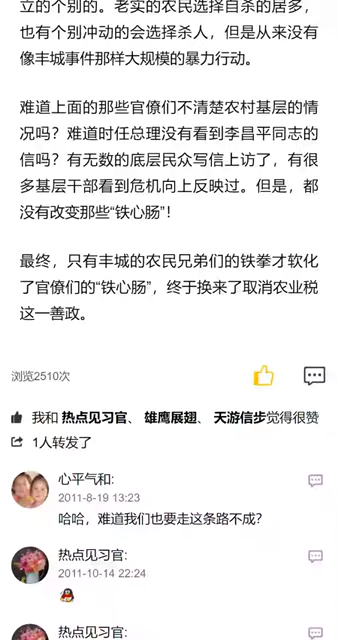 立的个别的。老实的农民选择自杀的居多，
也有个别冲动的会选择杀人，但是从来没有
像丰城事件那样大规模的暴力行动。
难道上面的那些官僚们不清楚农村基层的情
况吗？难道时任总理没有看到李昌平同志的
信吗？有无数的底层民众写信上访了，有很
多基层干部看到危机向上反映过。但是，都
没有改变那些“铁心肠”！
最终，只有丰城的农民兄弟们的铁拳才软化
了官僚们的“铁心肠”，终于换来了取消农业税
这一善政。
浏览2510次
我和 热点见习官、 雄鹰展翅、 天游信步觉得很赞
1人转发了
心平气和:
2011-8-19 13:23
哈哈，难道我们也要走这条路不成？
热点见习官:
2011-10-14 22:24
热点见习官: